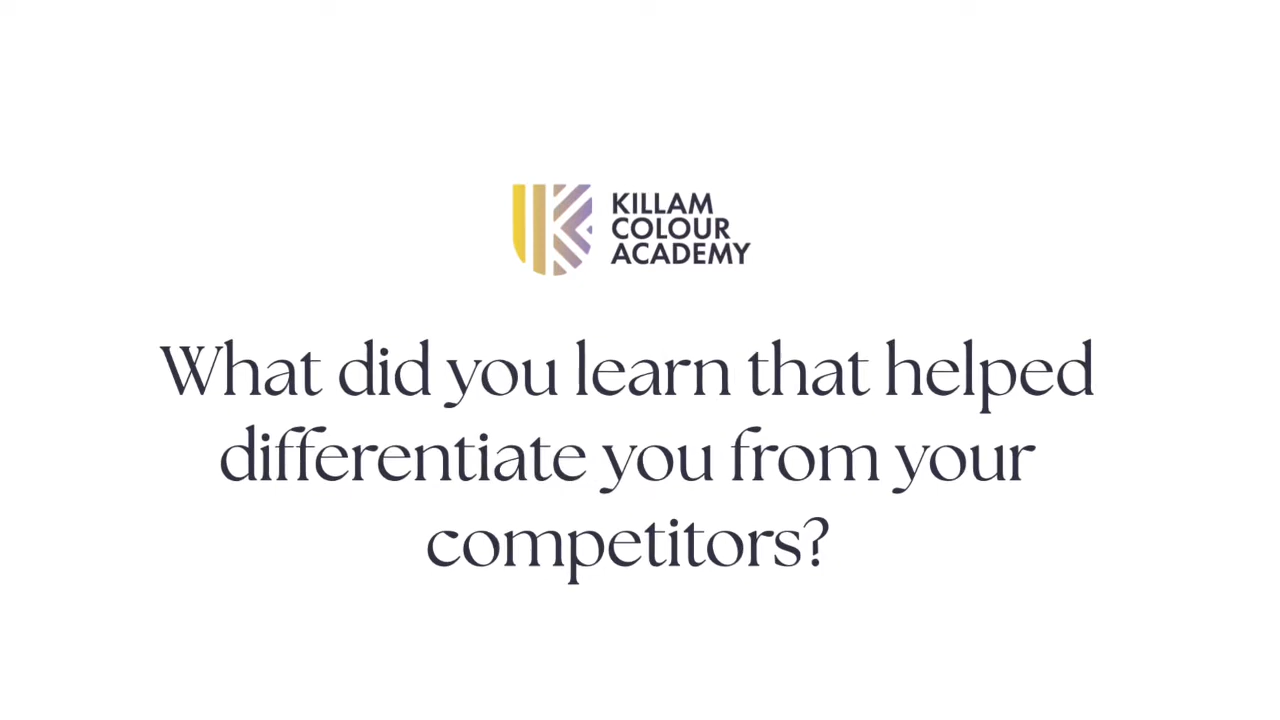 KILLAM
COLOUR
ACADEMY
What did you learn that helped
differentiate you from your
competitors?